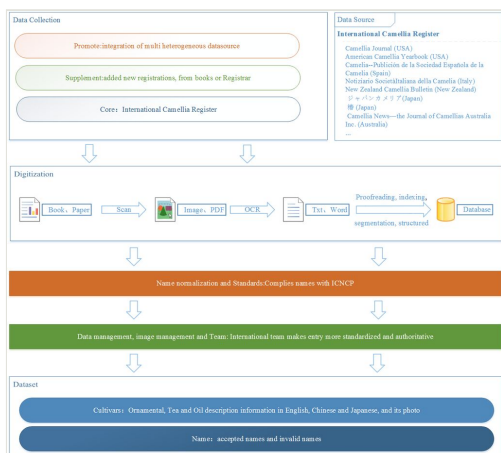 Data Collection
Promote:integration of multi heterogeneous datasource
Supplement:added new registrations, from books or Registrar
Core：International Camellia Register
Data Source
International Camellia Register
Camellia Journal (USA)
American Camellia Yearbook (USA)
Camelia--Publición de la Sociedad Española de la
Camelia (Spain)
Notiziario SocietàItaliana della Camelia (Italy)
New Zealand Camellia Bulletin (New Zealand)
ジャパンカメリア(Japan)
椿 (Japan)
Camellia News—the Journal of Camellias Australia
Inc. (Australia)
...
Digitization
Book，Paper
Scan
Image，PDF
OCR
Txt，Word
Proofreading, indexing,
segmentation, structured
Database
Name normalization and Standards:Complies names with ICNCP
Data management, image management and Team: International team makes entry more standardized and authoritative
Dataset
Cultivars：Ornamental, Tea and Oil description information in English, Chinese and Japanese, and its photo
Name：accepted names and invalid names